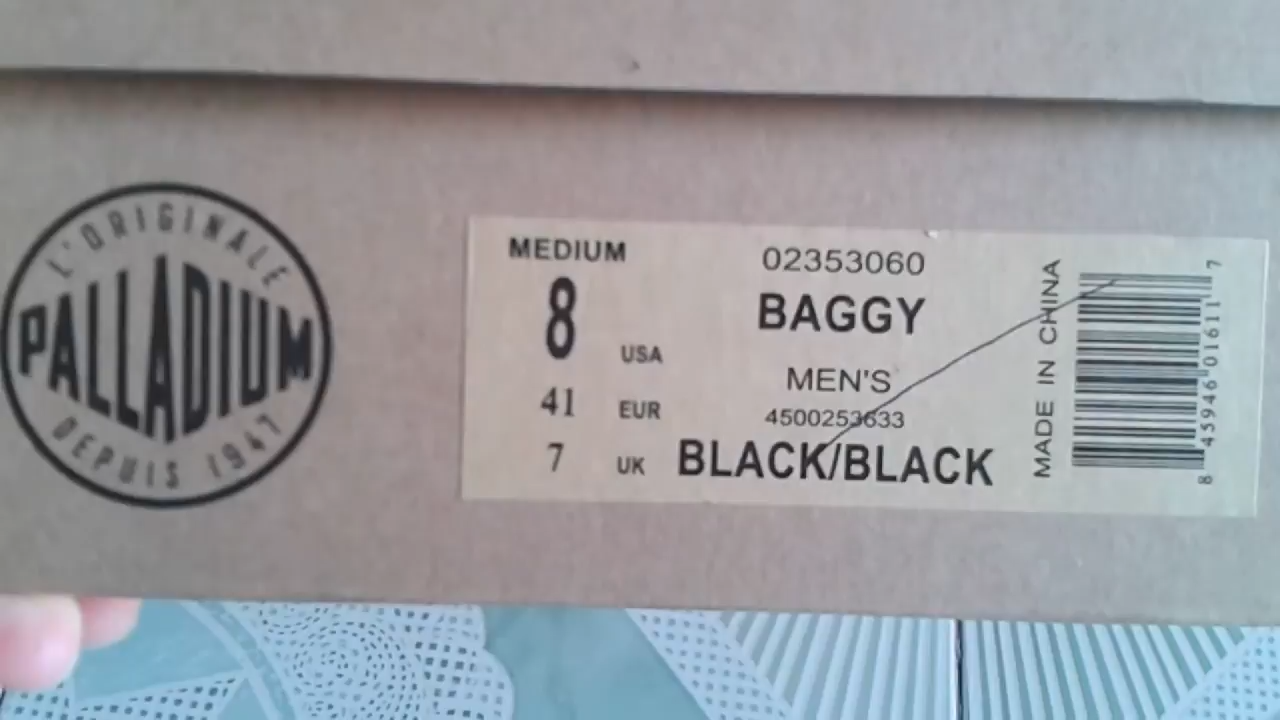 L'ORIGINALE
PALLADIUM
DEPUIS 1947
MEDIUM
8 USA
41 EUR
7 UK
02353060
BAGGY
MEN'S
4500253633
BLACK/BLACK
MADE IN CHINA
8 45946 01611 7